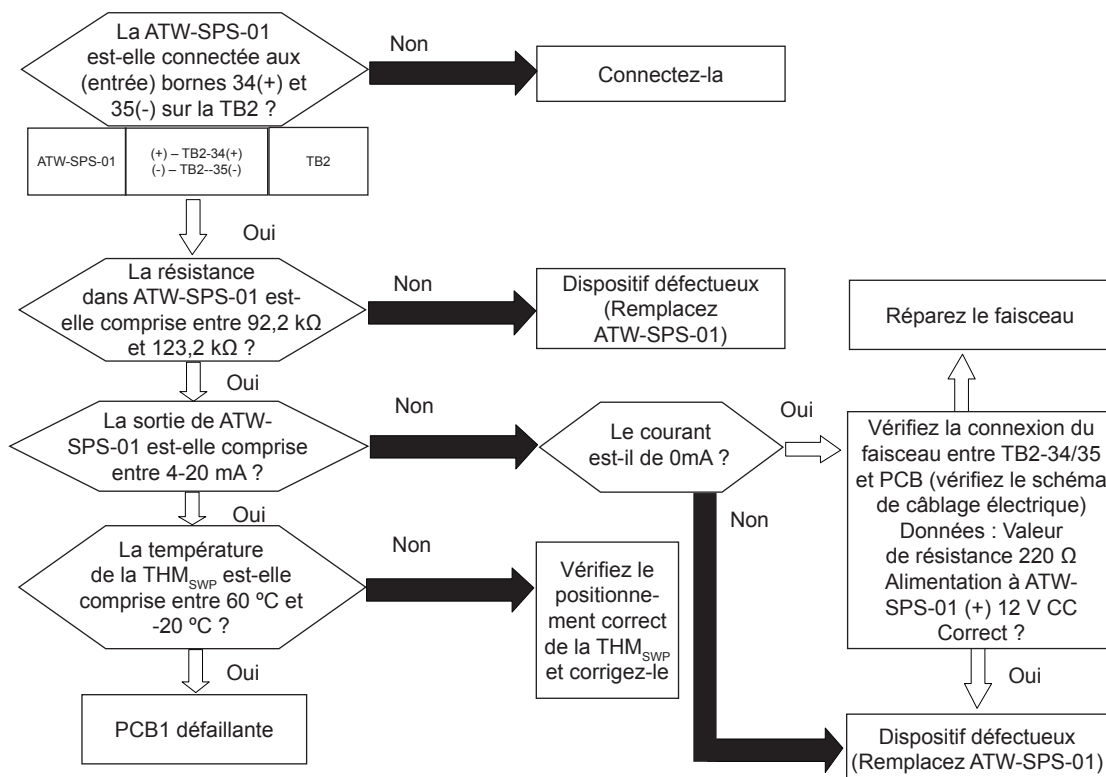 La ATW-SPS-01
est-elle connectée aux
(entrée) bornes 34(+) et
35(-) sur la TB2 ?
Non
Connectez-la
ATW-SPS-01
(+) – TB2-34(+)
(-) – TB2--35(-)
TB2
Oui
La résistance
dans ATW-SPS-01 est-
elle comprise entre 92,2 kΩ
et 123,2 kΩ ?
Non
Dispositif défectueux
(Remplacez
ATW-SPS-01)
Réparez le faisceau
Oui
La sortie de ATW-
SPS-01 est-elle comprise
entre 4-20 mA ?
Non
Le courant
est-il de 0mA ?
Oui
Vérifiez la connexion du
faisceau entre TB2-34/35
et PCB (vérifiez le schéma
de câblage électrique)
Données : Valeur
de résistance 220 Ω
Alimentation à ATW-
SPS-01 (+) 12 V CC
Correct ?
Oui
Non
La température
de la THMSWP est-elle
comprise entre 60 ºC et
-20 ºC ?
Non
Vérifiez le
positionne-
ment correct
de la THMSWP
et corrigez-le
Oui
Oui
PCB1 défaillante
Dispositif défectueux
(Remplacez ATW-SPS-01)